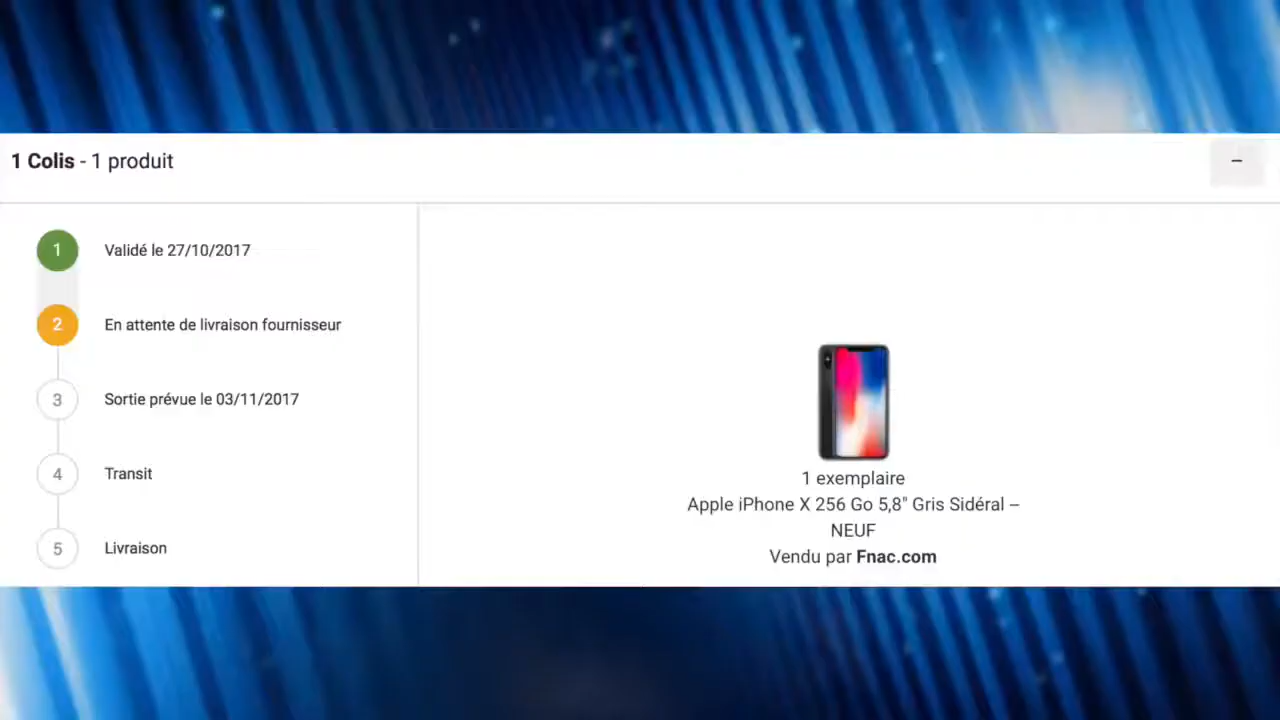 1 Colis - 1 produit
1 Validé le 27/10/2017
2 En attente de livraison fournisseur
3 Sortie prévue le 03/11/2017
4 Transit
5 Livraison
1 exemplaire
Apple iPhone X 256 Go 5,8" Gris Sidéral –
NEUF
Vendu par Fnac.com